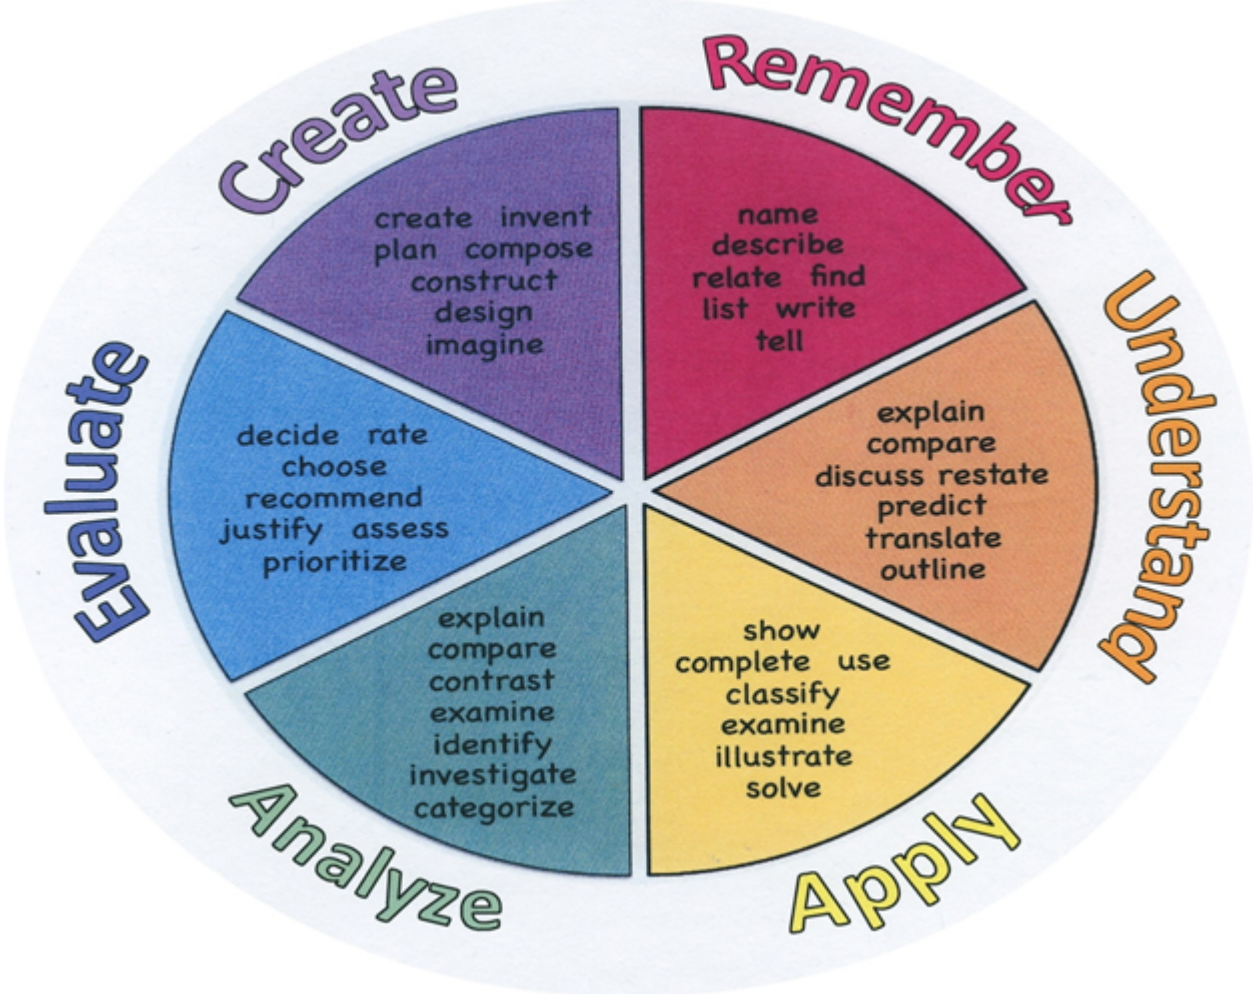 Remember
name
describe
relate find
list write
tell
Understand
explain
compare
discuss restate
predict
translate
outline
Apply
show
complete use
classify
examine
illustrate
solve
Analyze
explain
compare
contrast
examine
identify
investigate
categorize
Evaluate
decide rate
choose
recommend
justify assess
prioritize
Create
create invent
plan compose
construct
design
imagine